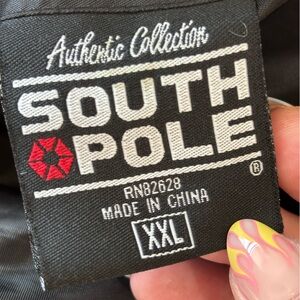 Authentic Collection
SOUTH
POLE
®
RN82628
MADE IN CHINA
XXL